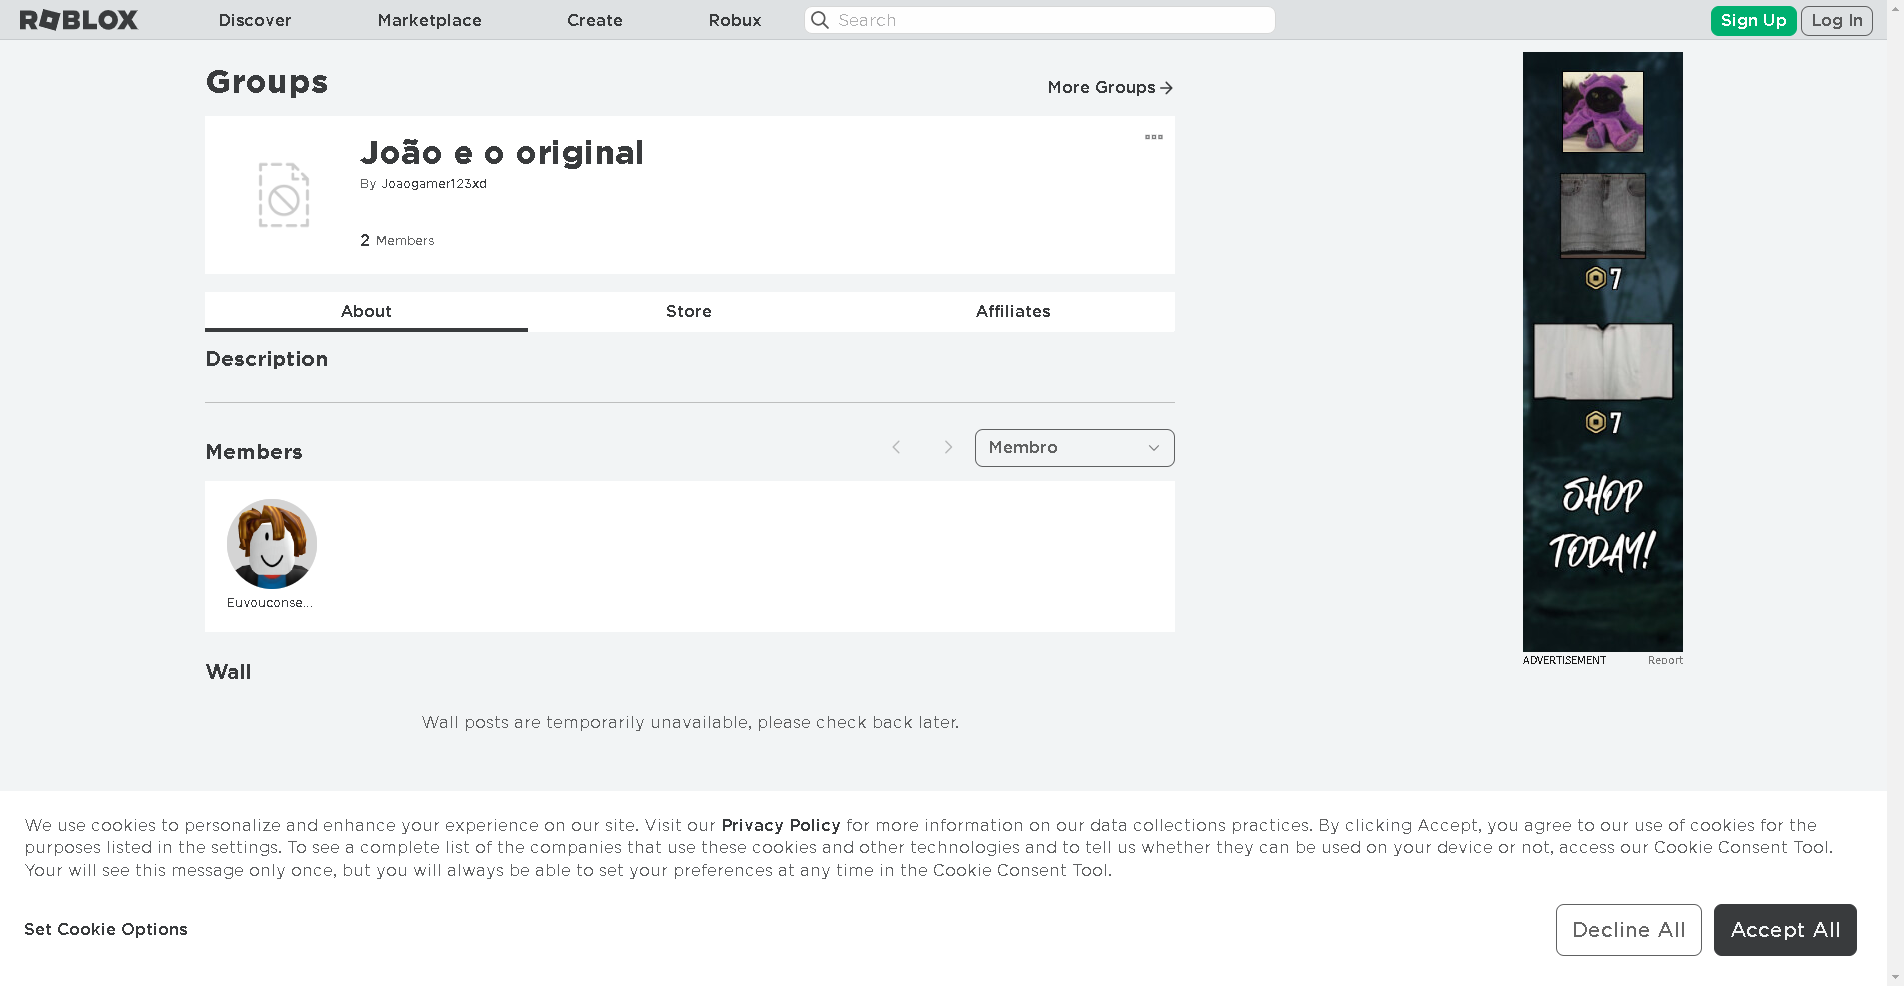 ROBLOX
Discover
Marketplace
Create
Robux
Search
Sign Up
Log In
Groups
More Groups
João e o original
By Joaogamer123xd
2 Members
About
Store
Affiliates
Description
Members
Membro
Euvouconse...
Wall
Wall posts are temporarily unavailable, please check back later.
7
7
SHOP
TODAY!
ADVERTISEMENT
Report
We use cookies to personalize and enhance your experience on our site. Visit our Privacy Policy for more information on our data collections practices. By clicking Accept, you agree to our use of cookies for the
purposes listed in the settings. To see a complete list of the companies that use these cookies and other technologies and to tell us whether they can be used on your device or not, access our Cookie Consent Tool.
Your will see this message only once, but you will always be able to set your preferences at any time in the Cookie Consent Tool.
Set Cookie Options
Decline All
Accept All